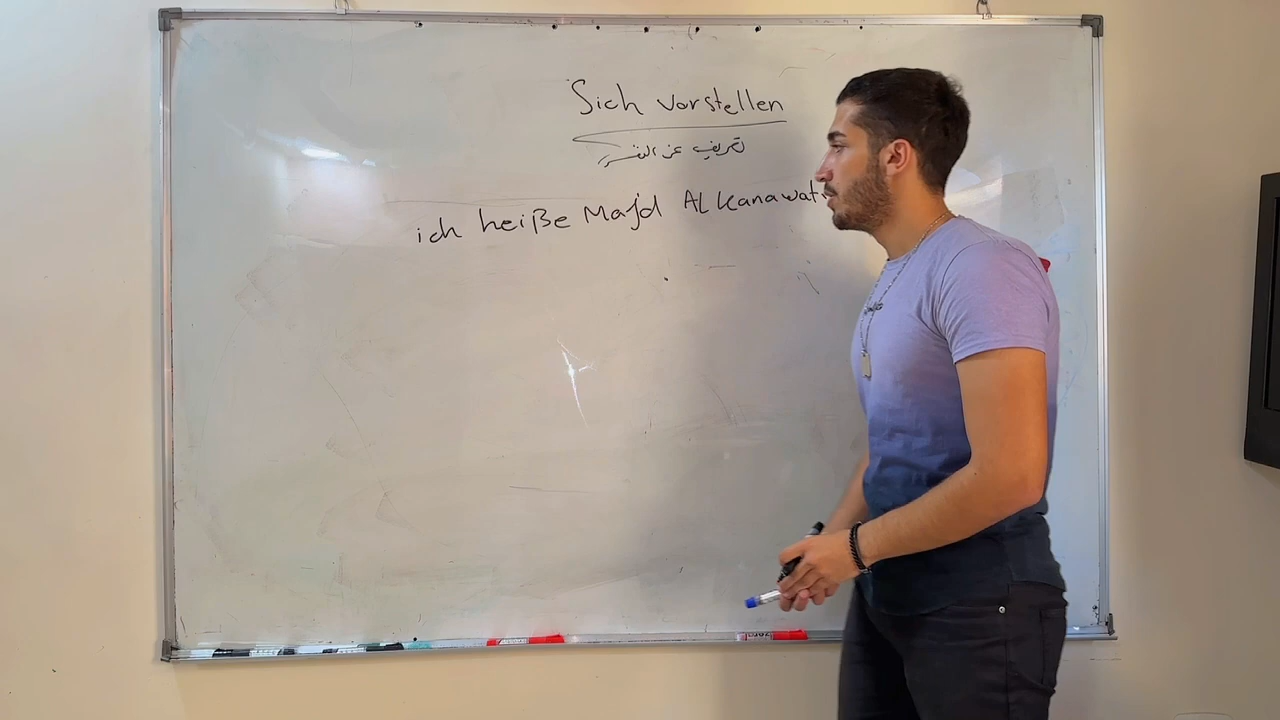 Sich vorstellen
تعريف عن النفس
ich heiße Majd AL Kanawati